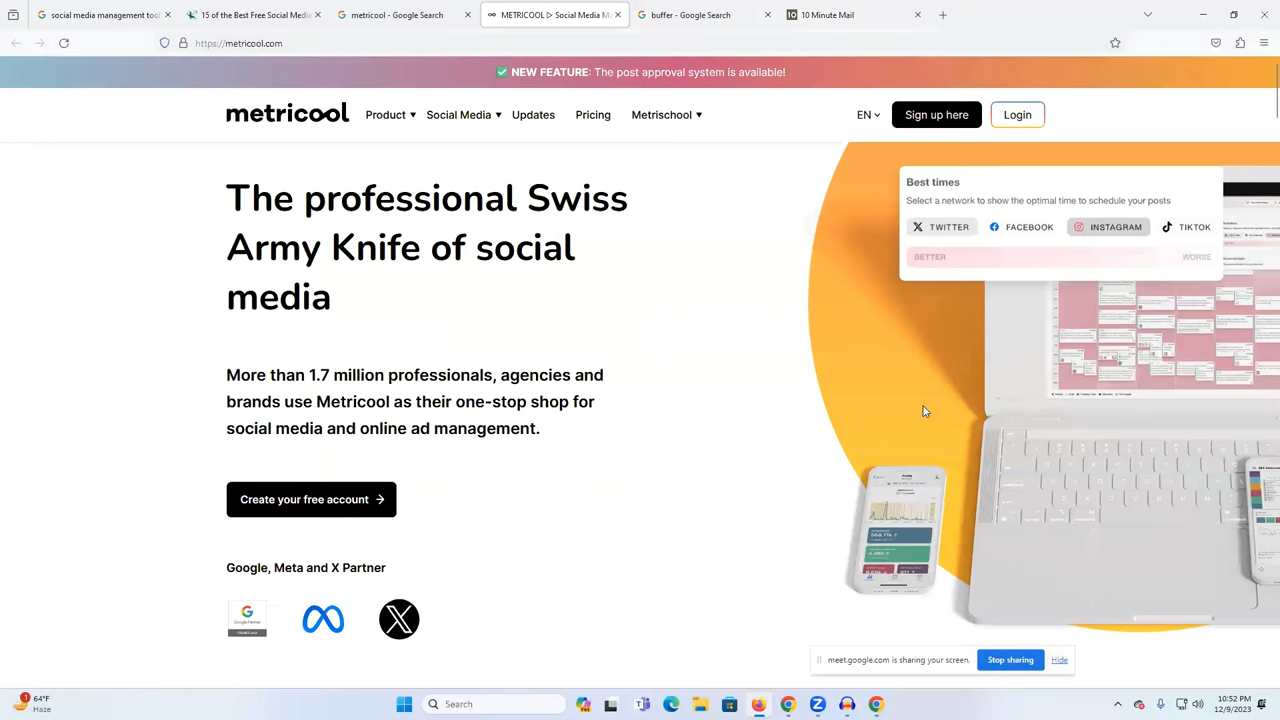 social media management tool
15 of the Best Free Social Media
metricool - Google Search
METRICOOL ▷ Social Media M
buffer - Google Search
10 Minute Mail
https://metricool.com
✅ NEW FEATURE: The post approval system is available!
metricool
Product
Social Media
Updates
Pricing
Metrischool
EN
Sign up here
Login
The professional Swiss
Army Knife of social
media
Best times
Select a network to show the optimal time to schedule your posts
TWITTER
FACEBOOK
INSTAGRAM
TIKTOK
BETTER
WORSE
More than 1.7 million professionals, agencies and
brands use Metricool as their one-stop shop for
social media and online ad management.
Create your free account →
Google, Meta and X Partner
Google Partner
meet.google.com is sharing your screen.
Stop sharing
Hide
1
64°F
Haze
Search
10:52 PM
12/9/2023